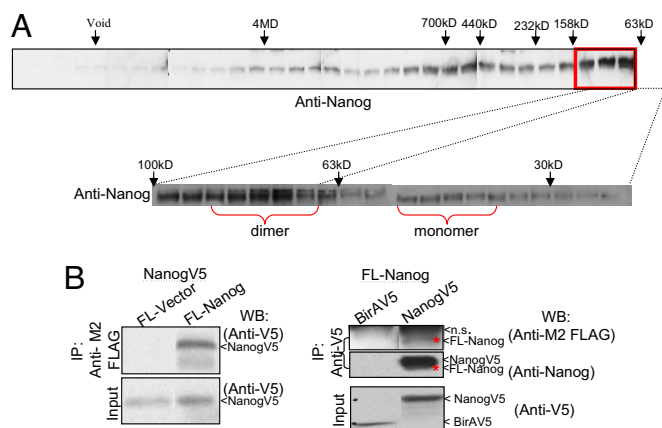 A
Void
4MD
700kD
440kD
232kD
158kD
63kD
Anti-Nanog
100kD
63kD
30kD
Anti-Nanog
dimer
monomer
B
NanogV5
FL-Vector
FL-Nanog
WB:
IP:
Anti- M2
FLAG
(Anti-V5)
<NanogV5
Input
(Anti-V5)
<NanogV5
FL-Nanog
BirAV5
NanogV5
WB:
IP:
Anti-V5
<n.s.
*<FL-Nanog
(Anti-M2 FLAG)
<NanogV5
*<FL-Nanog
(Anti-Nanog)
Input
< NanogV5
< BirAV5
(Anti-V5)